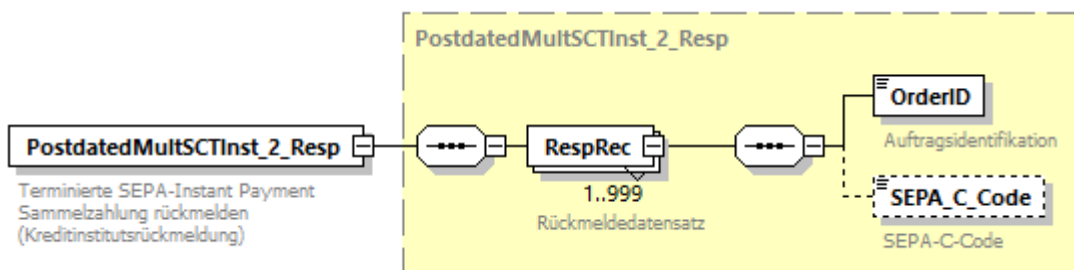 PostdatedMultSCTInst_2_Resp
PostdatedMultSCTInst_2_Resp
Terminierte SEPA-Instant Payment
Sammelzahlung rückmelden
(Kreditinstitutsrückmeldung)
RespRec
1..999
Rückmeldedatensatz
OrderID
Auftragsidentifikation
SEPA_C_Code
SEPA-C-Code